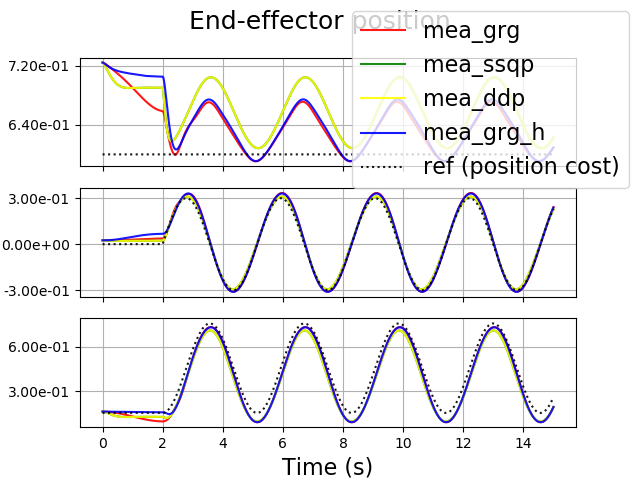 End-effector position
mea_grg
mea_ssqp
mea_ddp
mea_grg_h
ref (position cost)
7.20e-01
6.40e-01
3.00e-01
0.00e+00
-3.00e-01
6.00e-01
3.00e-01
0 2 4 6 8 10 12 14
Time (s)